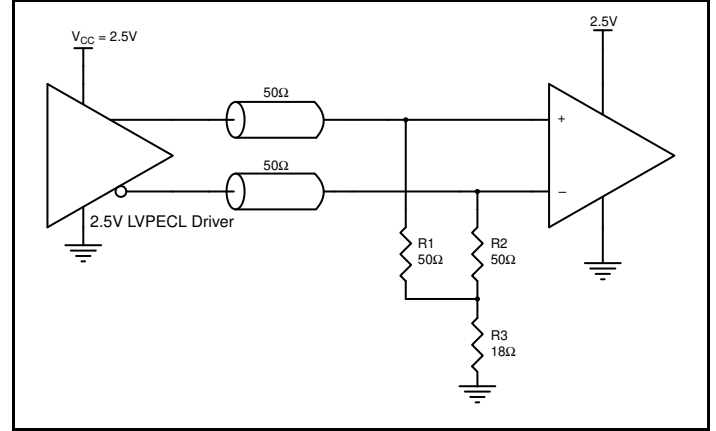 V_CC = 2.5V
2.5V
50Ω
+
50Ω
–
2.5V LVPECL Driver
R1
50Ω
R2
50Ω
R3
18Ω